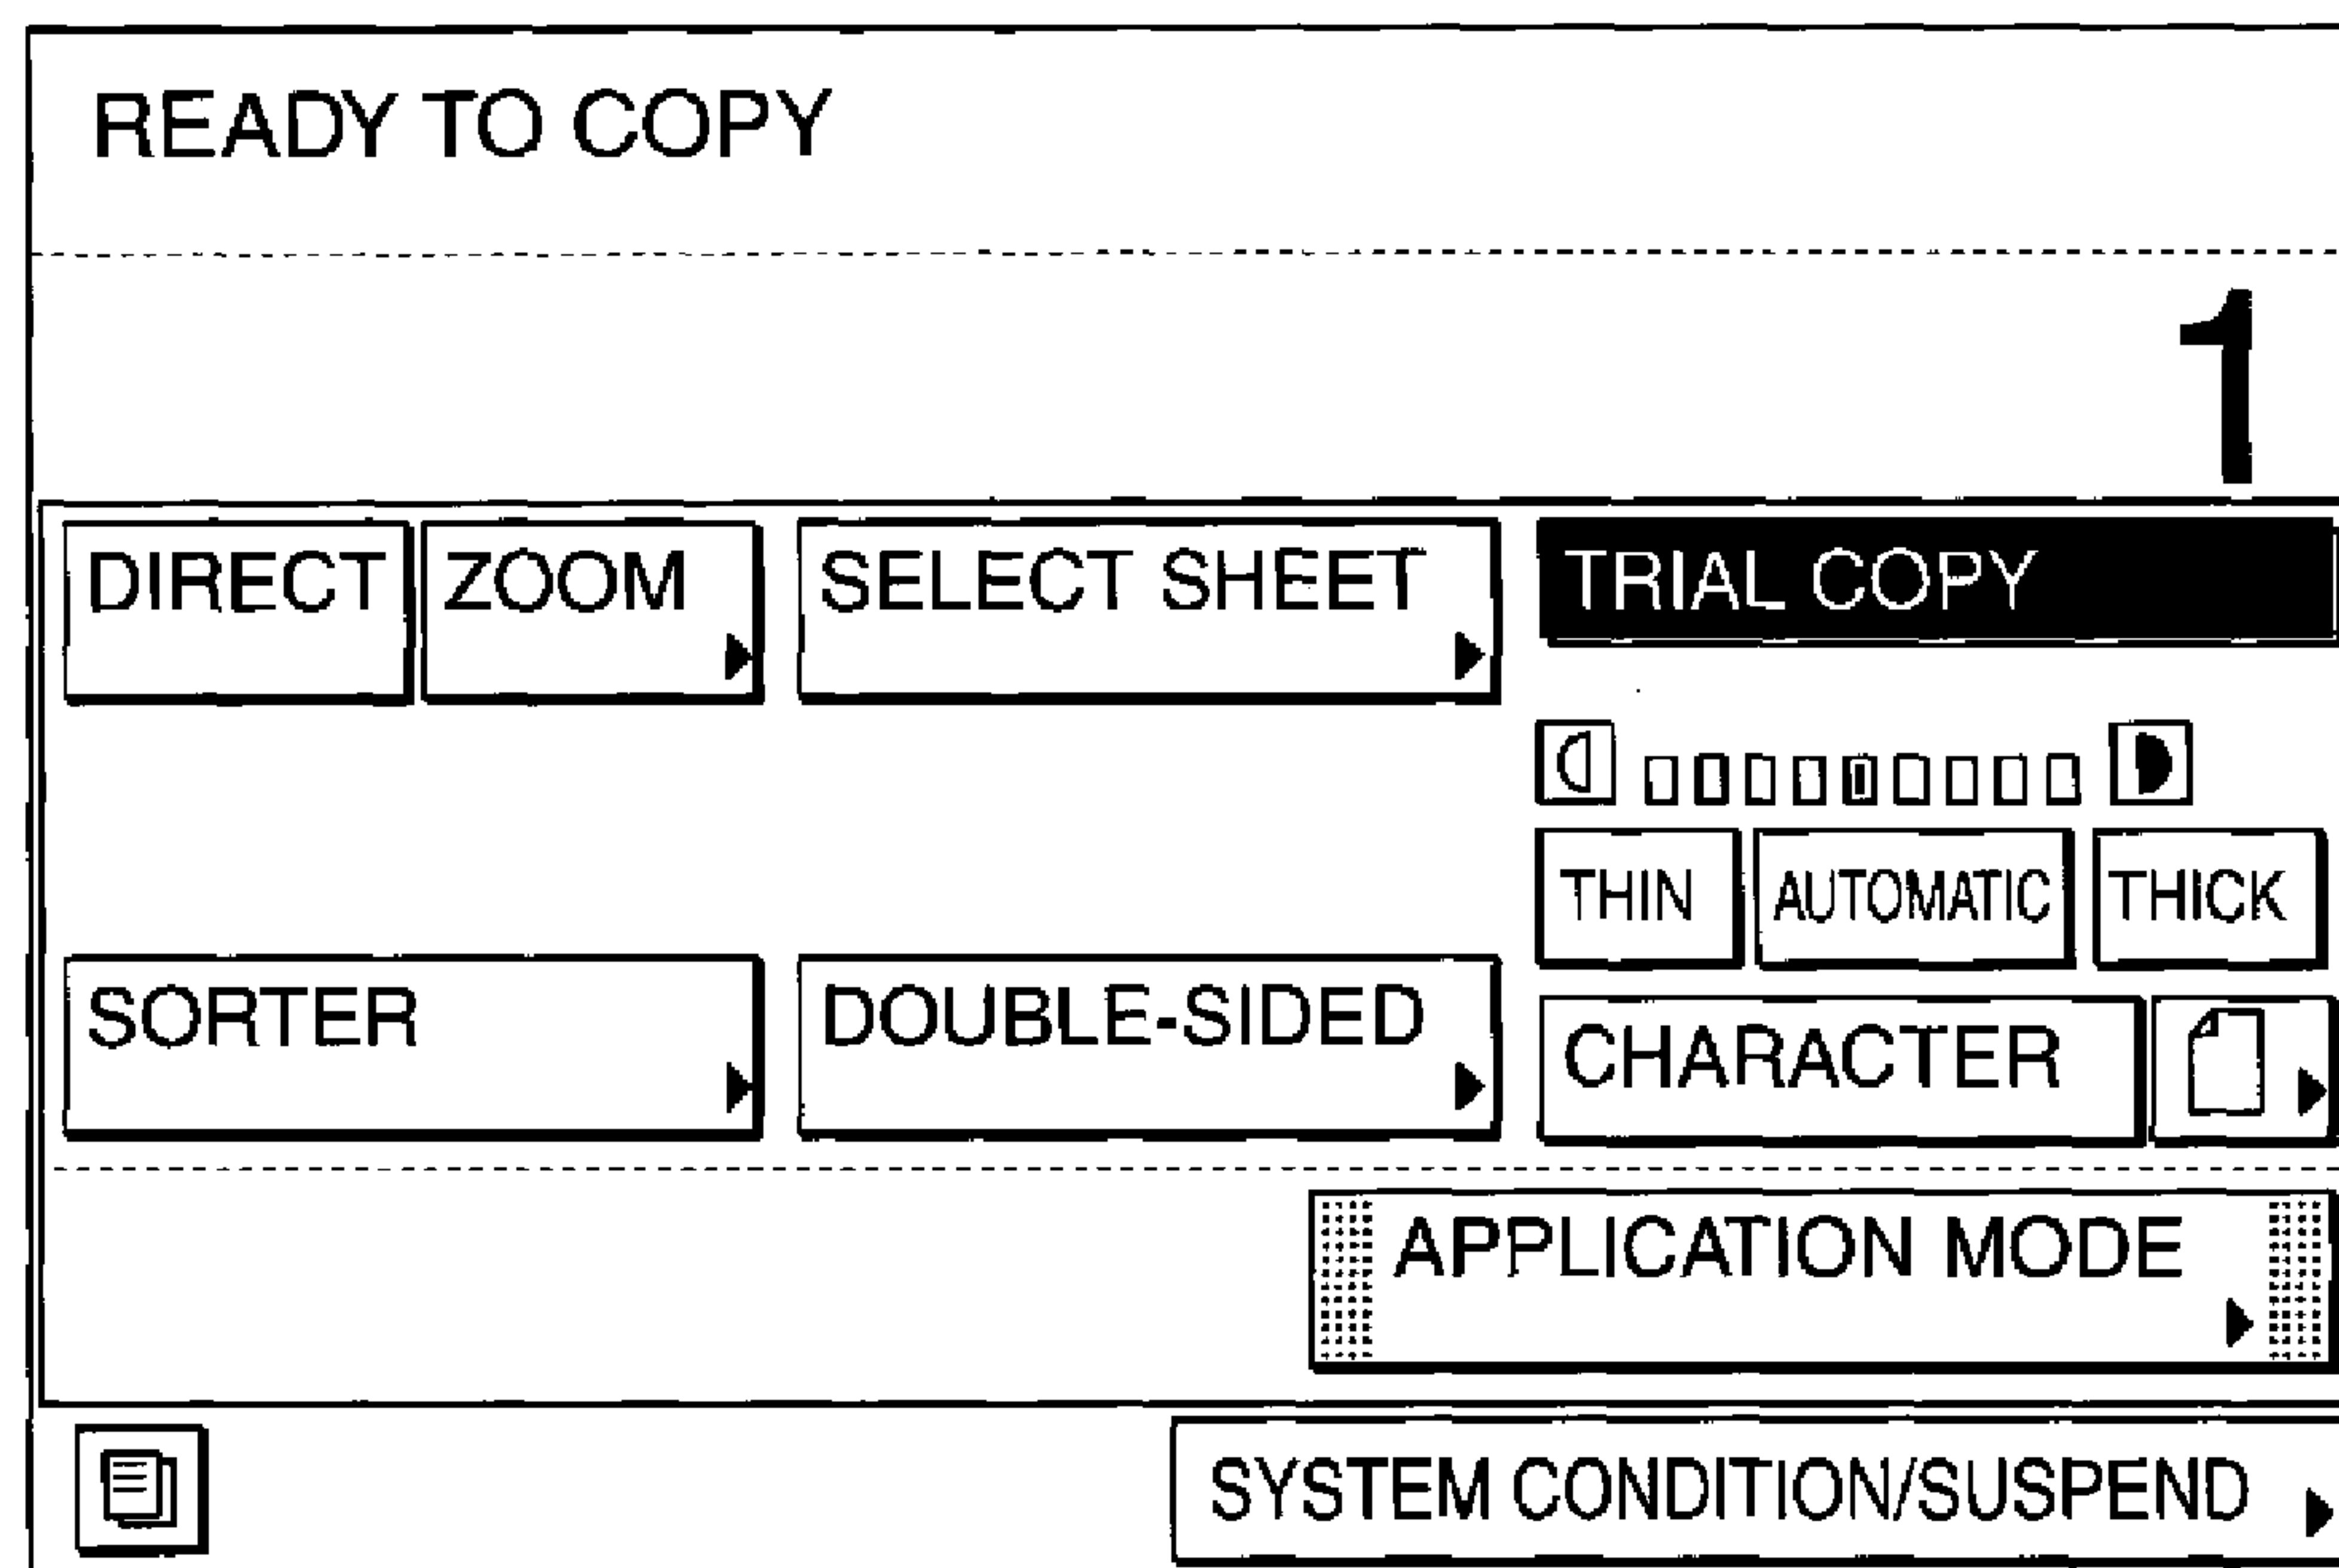 READY TO COPY
1
DIRECT ZOOM SELECT SHEET TRIAL COPY
THIN AUTOMATIC THICK
SORTER DOUBLE-SIDED CHARACTER
APPLICATION MODE
SYSTEM CONDITION/SUSPEND